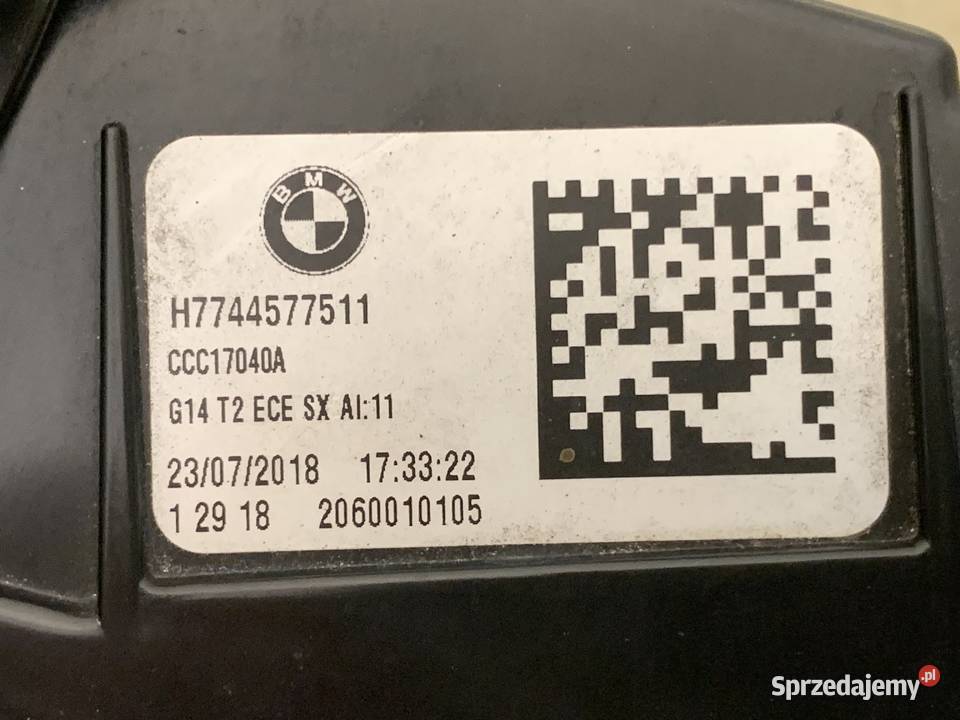 BMW
H7744577511
CCC17040A
G14 T2 ECE SX AI:11
23/07/2018 17:33:22
1 29 18 2060010105
Sprzedajemy.pl